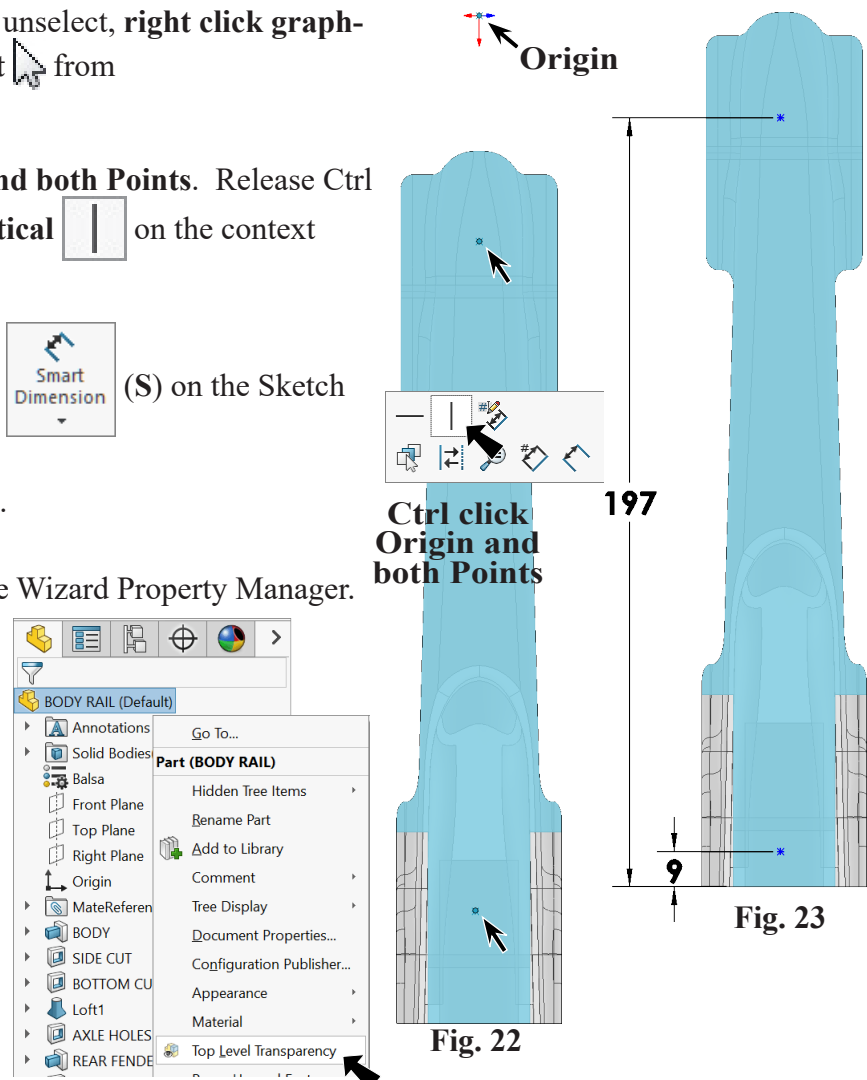 unselect, right click graph-
t from
nd both Points. Release Ctrl
tical on the context
Smart
Dimension
(S) on the Sketch
.
e Wizard Property Manager.
BODY RAIL (Default)
Annotations
Solid Bodies
Balsa
Front Plane
Top Plane
Right Plane
Origin
MateReferen
BODY
SIDE CUT
BOTTOM CU
Loft1
AXLE HOLES
REAR FENDE
Go To...
Part (BODY RAIL)
Hidden Tree Items
Rename Part
Add to Library
Comment
Tree Display
Document Properties...
Configuration Publisher...
Appearance
Material
Top Level Transparency
Origin
Ctrl click
Origin and
both Points
Fig. 22
197
9
Fig. 23